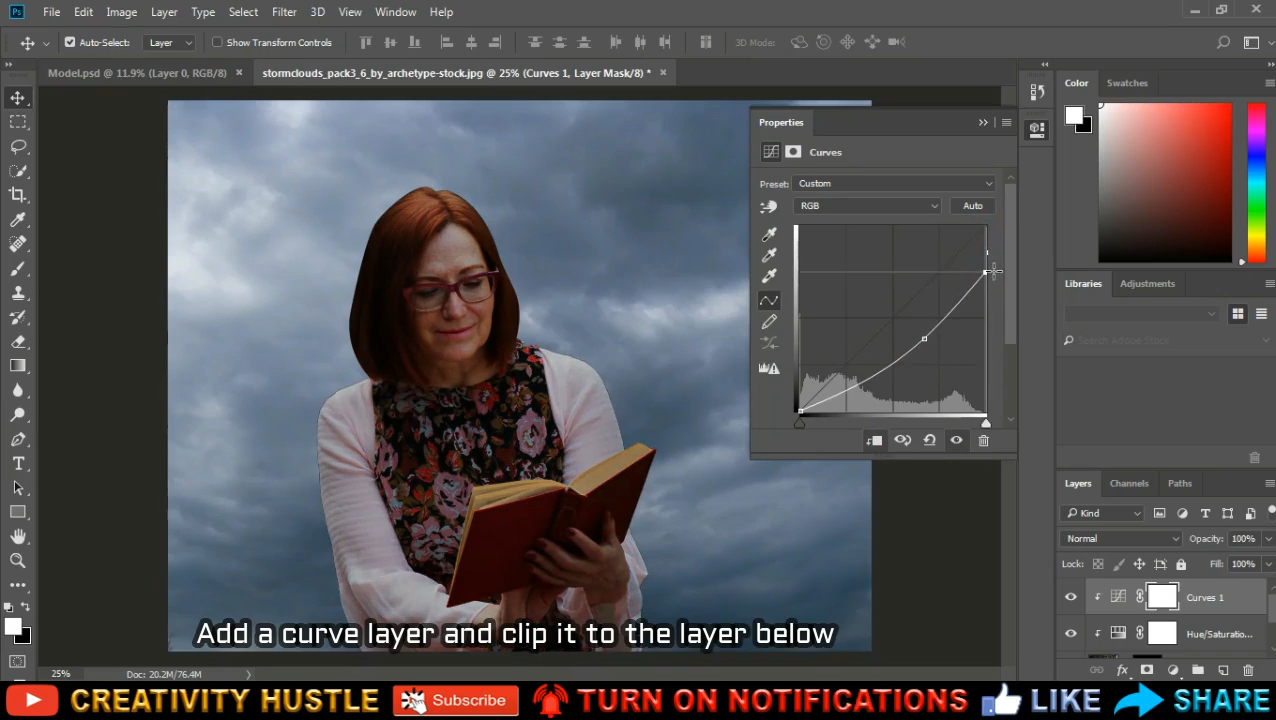 Ps File Edit Image Layer Type Select Filter 3D View Window Help
Auto-Select: Layer Show Transform Controls 3D Mode:
Model.psd @ 11.9% (Layer 0, RGB/8) × stormclouds_pack3_6_by_archetype-stock.jpg @ 25% (Curves 1, Layer Mask/8) * ×
Color Swatches
Properties
Curves
Preset: Custom
RGB Auto
Libraries Adjustments
Search Adobe Stock
Layers Channels Paths
Kind
Normal Opacity: 100%
Lock: Fill: 100%
Curves 1
Hue/Saturatio...
Add a curve layer and clip it to the layer below
25% Doc: 20.2M/76.4M
CREATIVITY HUSTLE Subscribe TURN ON NOTIFICATIONS LIKE SHARE